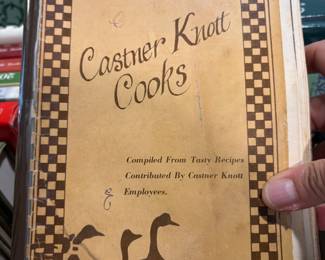 Castner Knott
Cooks
Compiled From Tasty Recipes
Contributed By Castner Knott
Employees.